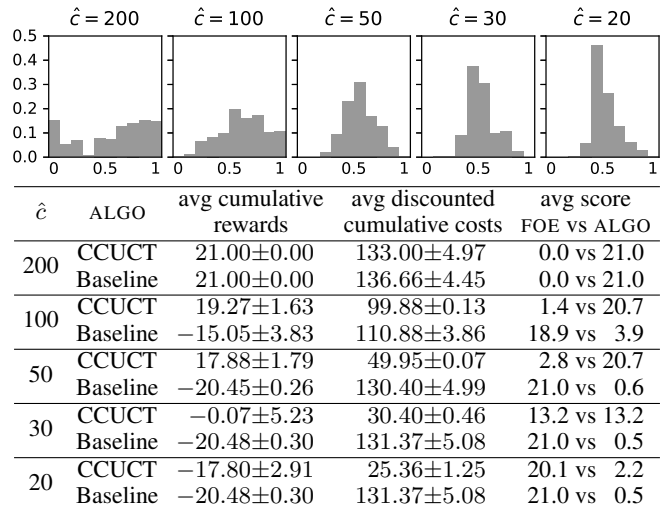 ĉ = 200 ĉ = 100 ĉ = 50 ĉ = 30 ĉ = 20
0.5
0.4
0.3
0.2
0.1
0.0
0 0.5 1 0 0.5 1 0 0.5 1 0 0.5 1 0 0.5 1
ĉ ALGO avg cumulative rewards avg discounted cumulative costs avg score FOE VS ALGO
200 CCUCT 21.00±0.00 133.00±4.97 0.0 vs 21.0
Baseline 21.00±0.00 136.66±4.45 0.0 vs 21.0
100 CCUCT 19.27±1.63 99.88±0.13 1.4 vs 20.7
Baseline −15.05±3.83 110.88±3.86 18.9 vs 3.9
50 CCUCT 17.88±1.79 49.95±0.07 2.8 vs 20.7
Baseline −20.45±0.26 130.40±4.99 21.0 vs 0.6
30 CCUCT −0.07±5.23 30.40±0.46 13.2 vs 13.2
Baseline −20.48±0.30 131.37±5.08 21.0 vs 0.5
20 CCUCT −17.80±2.91 25.36±1.25 20.1 vs 2.2
Baseline −20.48±0.30 131.37±5.08 21.0 vs 0.5